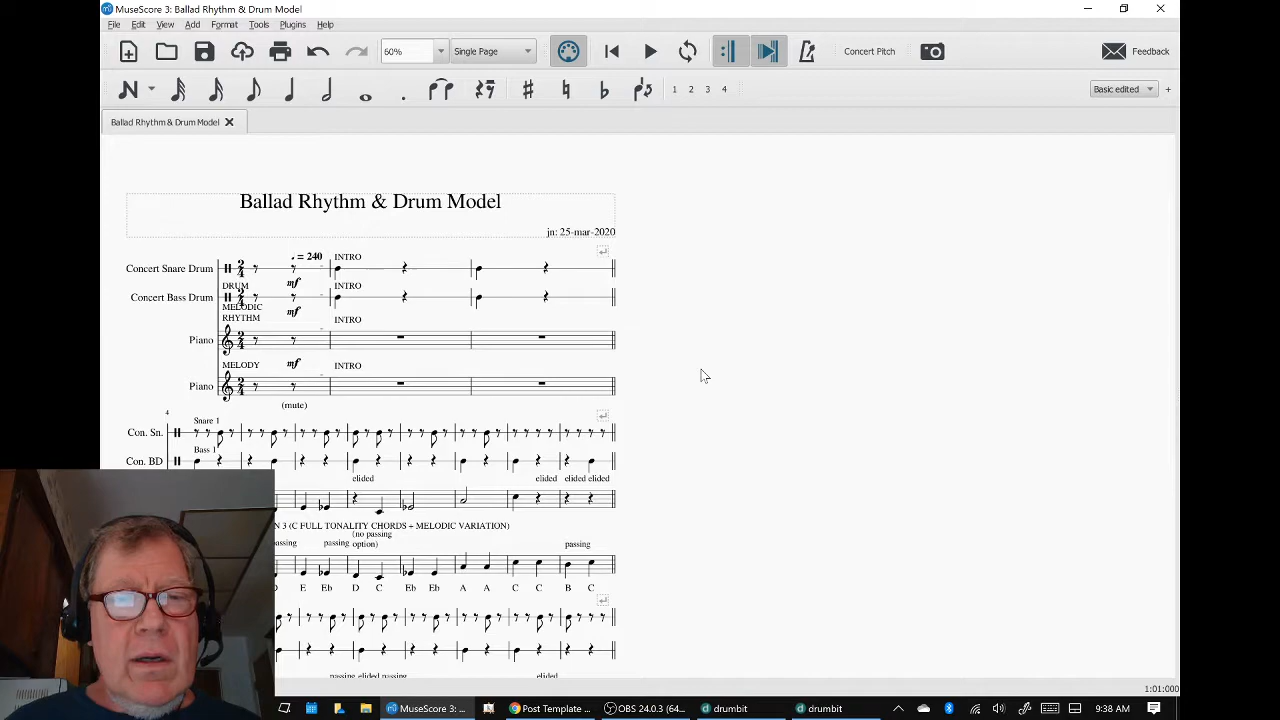 MuseScore 3: Ballad Rhythm & Drum Model
File Edit View Add Format Tools Plugins Help
60% Single Page Concert Pitch Feedback
1 2 3 4 Basic edited +
Ballad Rhythm & Drum Model
Ballad Rhythm & Drum Model
jn: 25-mar-2020
= 240 INTRO
Concert Snare Drum
DRUM mf INTRO
Concert Bass Drum
MELODIC
RHYTHM mf INTRO
Piano
MELODY mf INTRO
Piano
(mute)
4
Snare 1
Con. Sn.
Bass 1
Con. BD
elided elided elided elided
N 3 (C FULL TONALITY CHORDS + MELODIC VARIATION)
(no passing
passing passing option) passing
E Eb D C Eb Eb A A C C B C
passing elided passing elided
1:01:000
MuseScore 3: ... Post Template ... OBS 24.0.3 (64... drumbit drumbit 9:38 AM